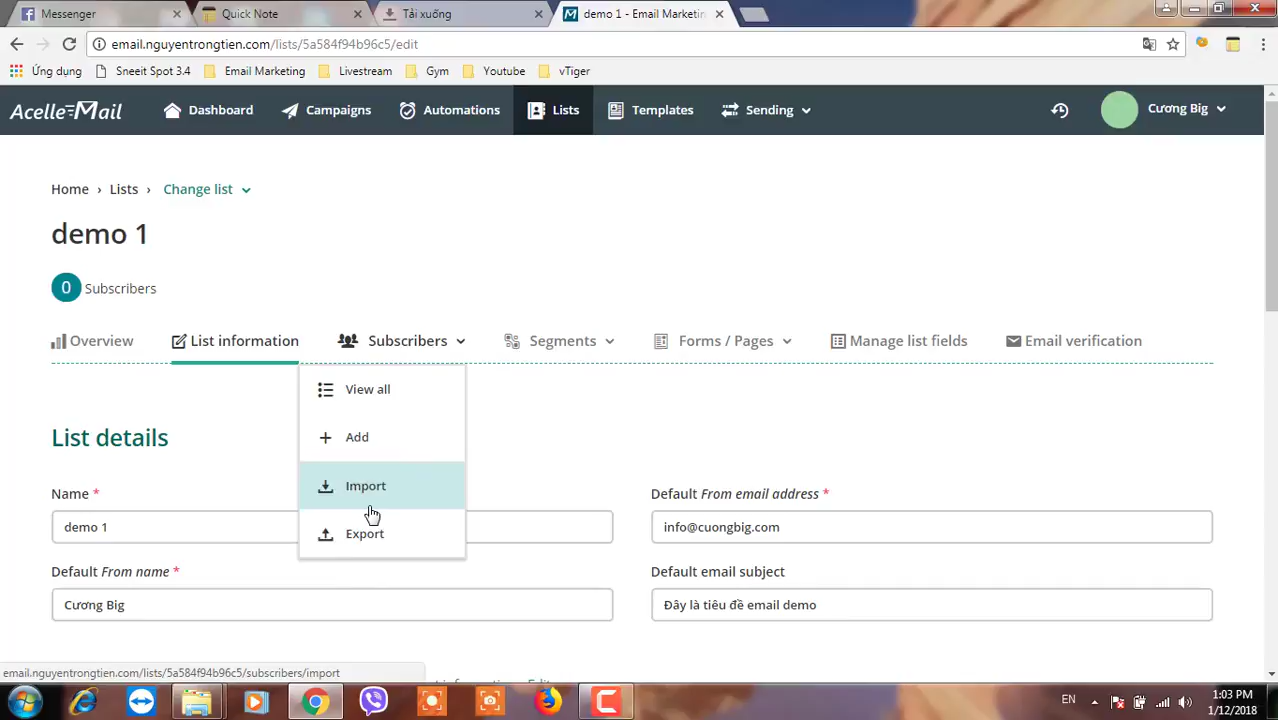 Messenger
Quick Note
Tải xuống
demo 1 - Email Marketin
email.nguyentrongtien.com/lists/5a584f94b96c5/edit
Ứng dụng
Sneeit Spot 3.4
Email Marketing
Livestream
Gym
Youtube
vTiger
Acelle Mail
Dashboard
Campaigns
Automations
Lists
Templates
Sending
Cương Big
Home › Lists › Change list
demo 1
0 Subscribers
Overview
List information
Subscribers
Segments
Forms / Pages
Manage list fields
Email verification
View all
Add
Import
Export
List details
Name *
demo 1
Default From email address *
info@cuongbig.com
Default From name *
Cương Big
Default email subject
Đây là tiêu đề email demo
email.nguyentrongtien.com/lists/5a584f94b96c5/subscribers/import
EN
1:03 PM
1/12/2018